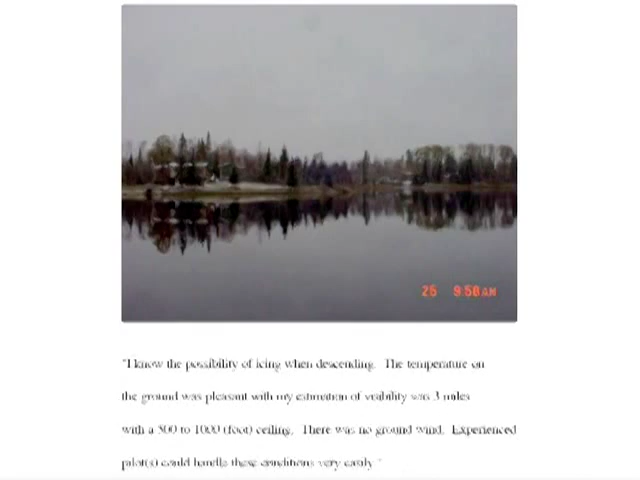 25 9:58AM
"I know the possibility of icing when descending. The temperature on
the ground was pleasant with my estimation of visibility was 3 miles
with a 500 to 1000 (foot) ceiling. There was no ground wind. Experienced
pilot(s) could handle these conditions very easily."